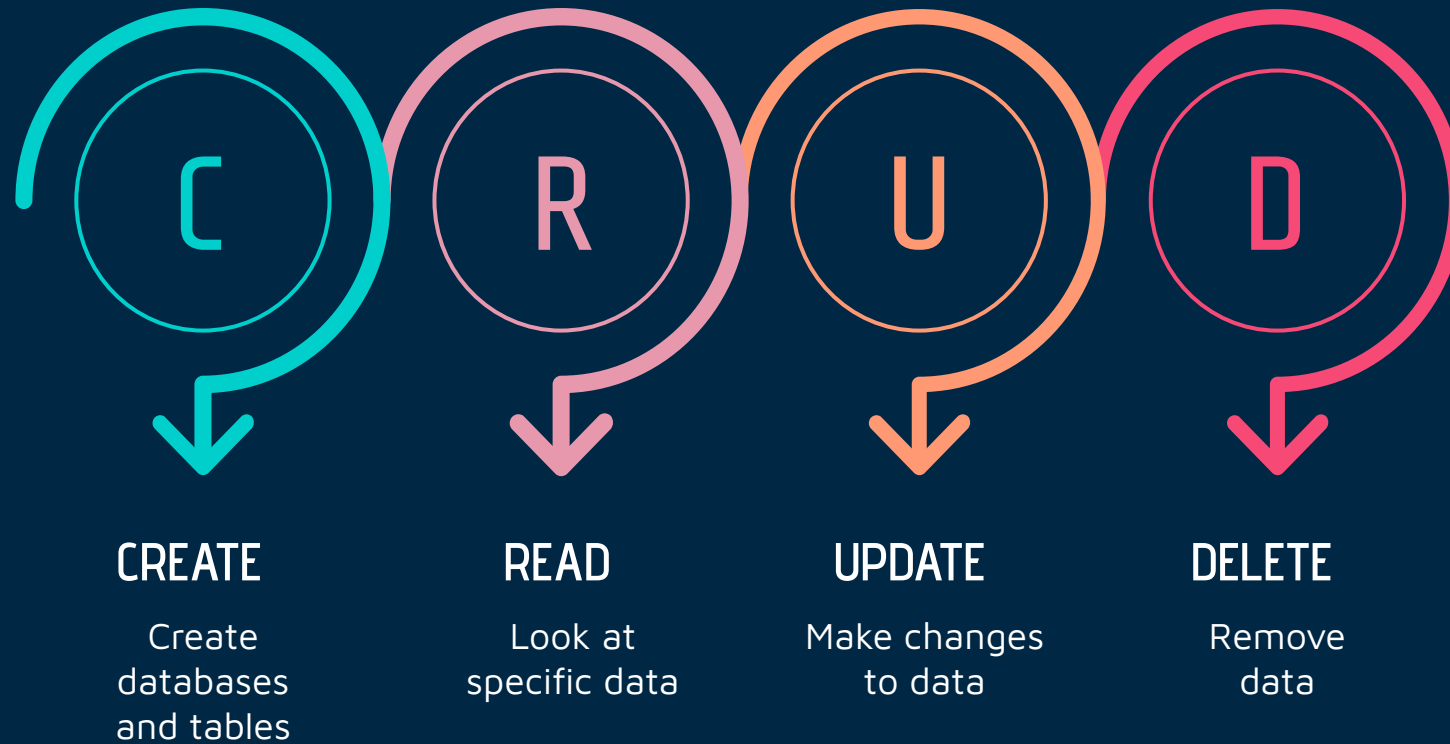 C
R
U
D
CREATE
Create
databases
and tables
READ
Look at
specific data
UPDATE
Make changes
to data
DELETE
Remove
data